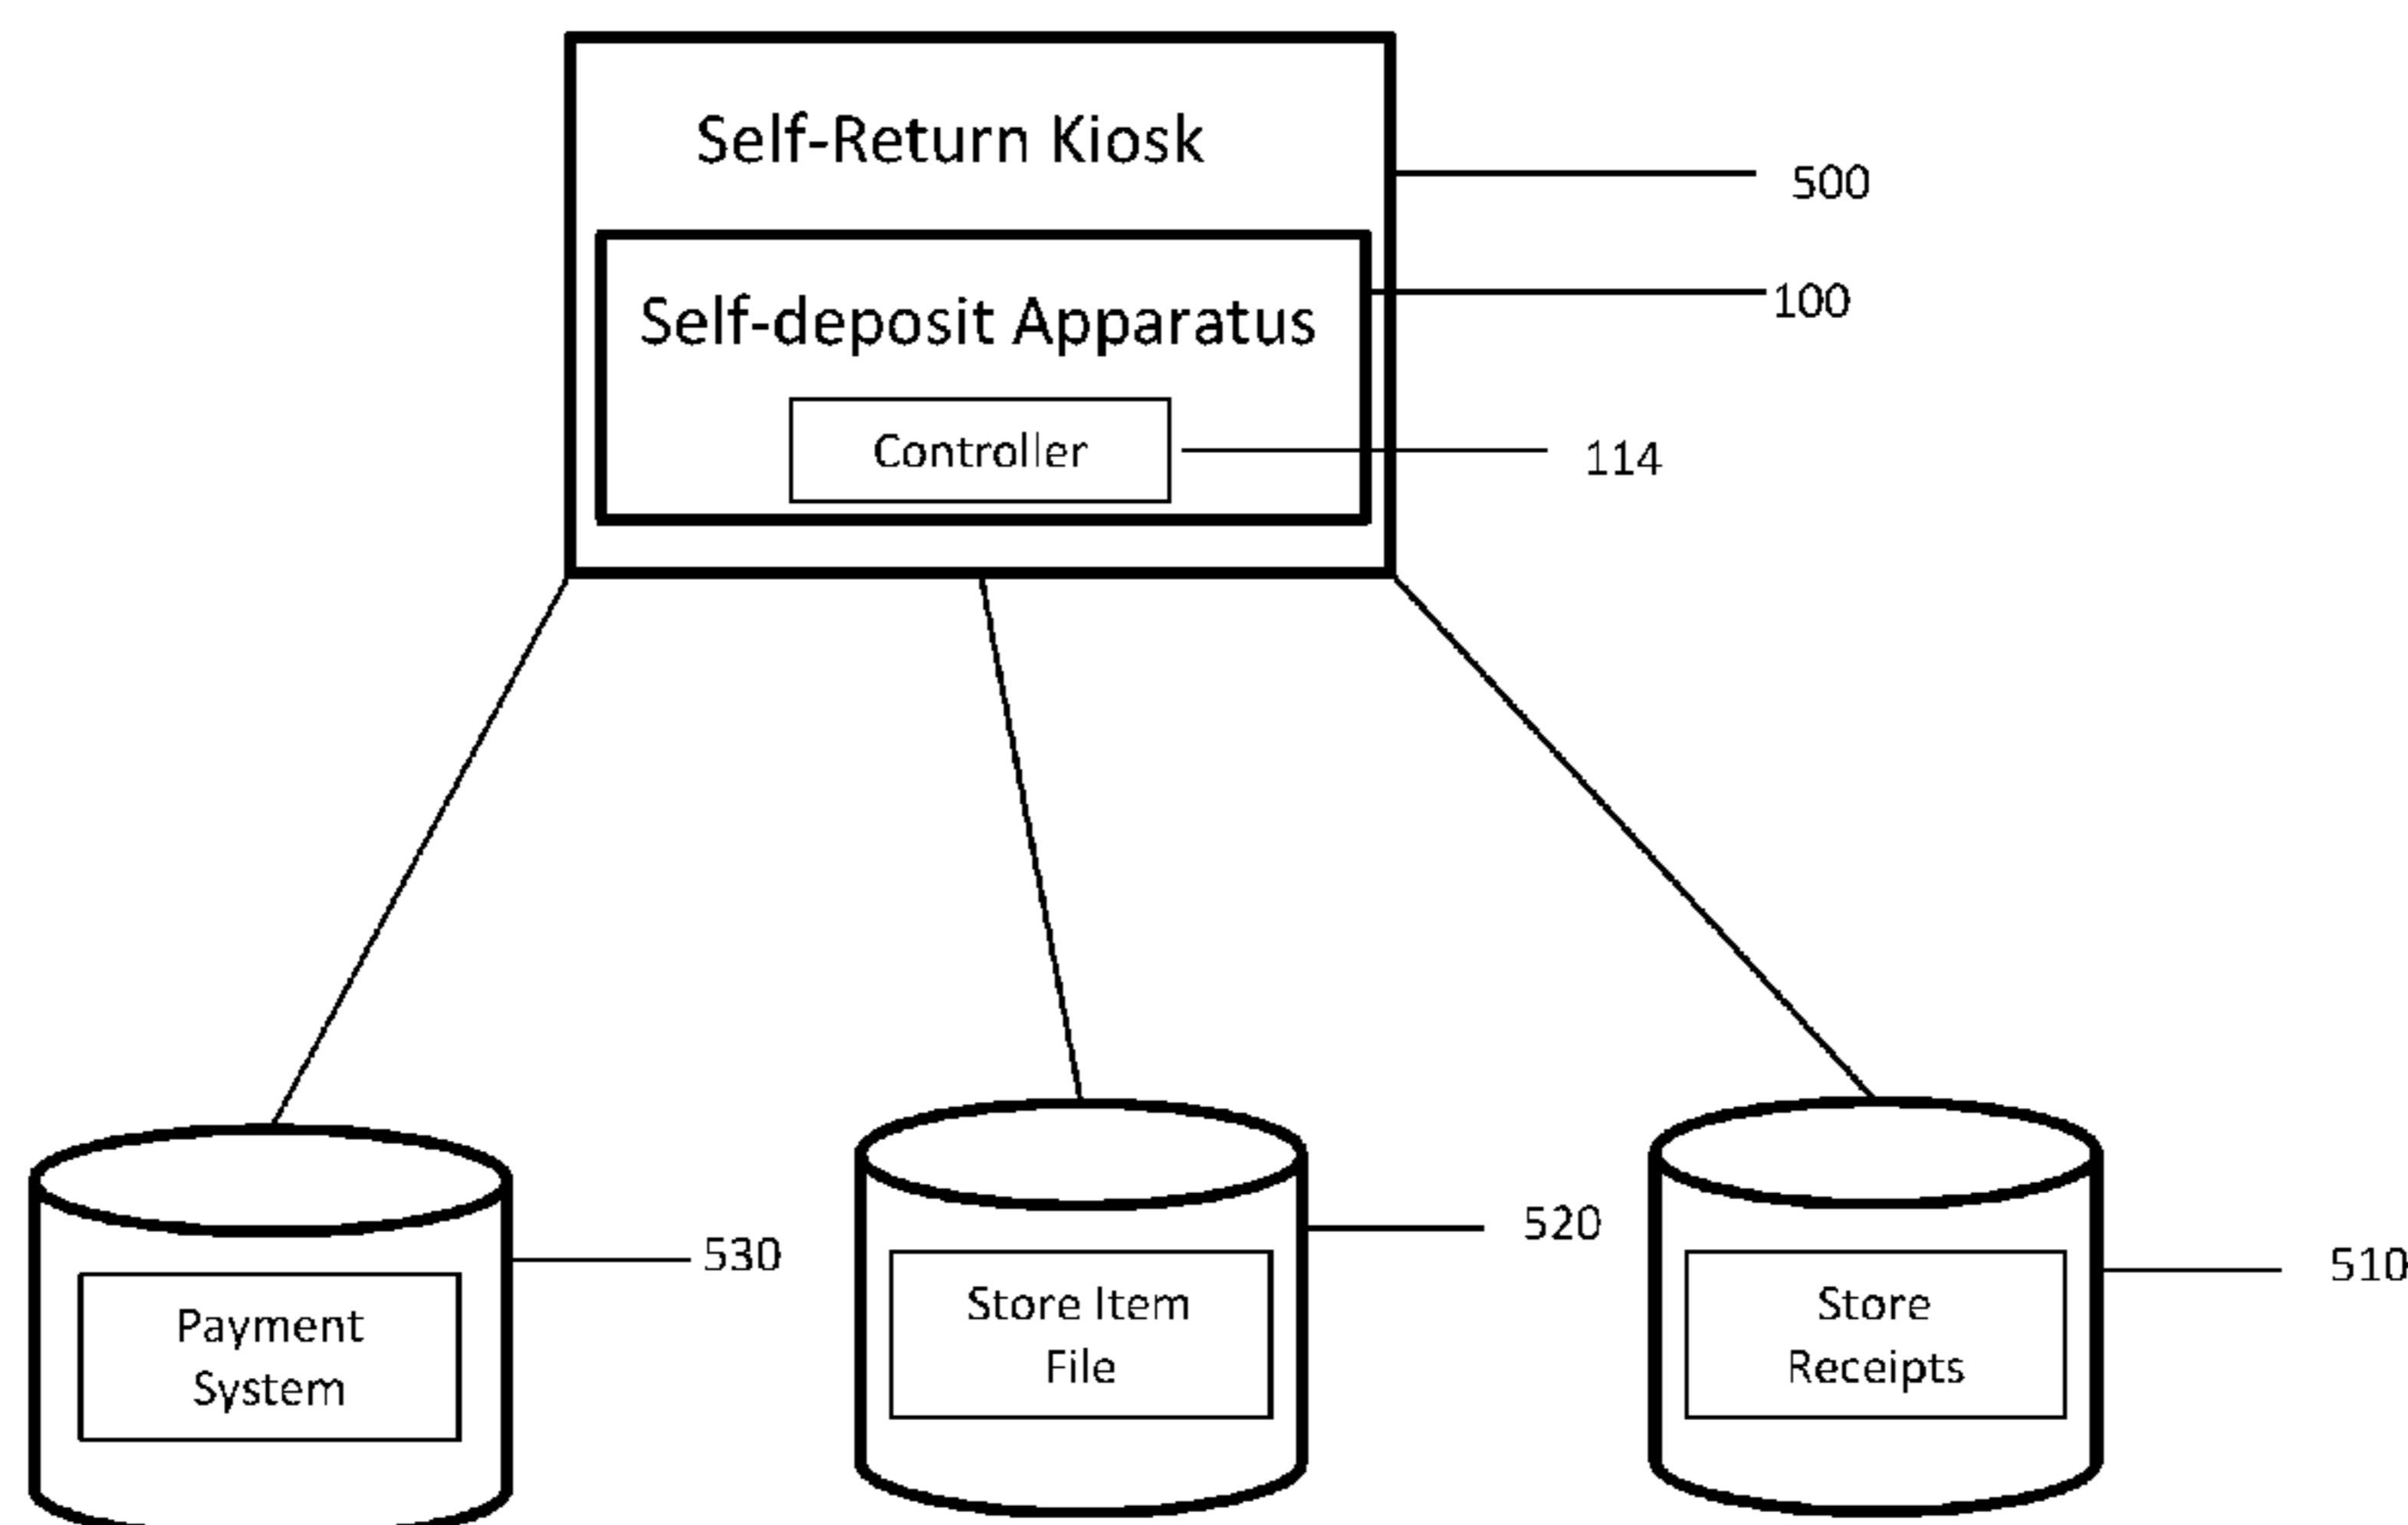 Self-Return Kiosk
500
Self-deposit Apparatus
100
Controller
114
530
Payment
System
520
Store Item
File
510
Store
Receipts